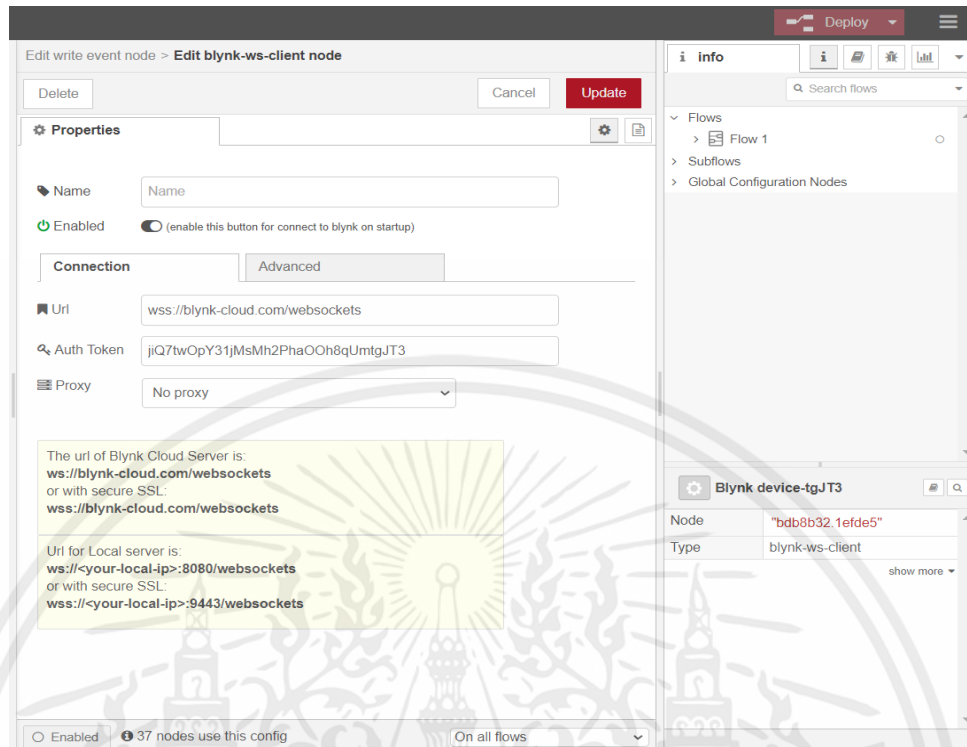 Deploy
Edit write event node > Edit blynk-ws-client node
Delete
Cancel
Update
Properties
Name
Name
Enabled
(enable this button for connect to blynk on startup)
Connection
Advanced
Url
wss://blynk-cloud.com/websockets
Auth Token
jiQ7twOpY31jMsMh2PhaOOh8qUmtgJT3
Proxy
No proxy
The url of Blynk Cloud Server is:
ws://blynk-cloud.com/websockets
or with secure SSL:
wss://blynk-cloud.com/websockets
Url for Local server is:
ws://<your-local-ip>:8080/websockets
or with secure SSL:
wss://<your-local-ip>:9443/websockets
Enabled
37 nodes use this config
On all flows
i info
i
Search flows
Flows
Flow 1
Subflows
Global Configuration Nodes
Blynk device-tgJT3
Node "bdb8b32.1efde5"
Type blynk-ws-client
show more